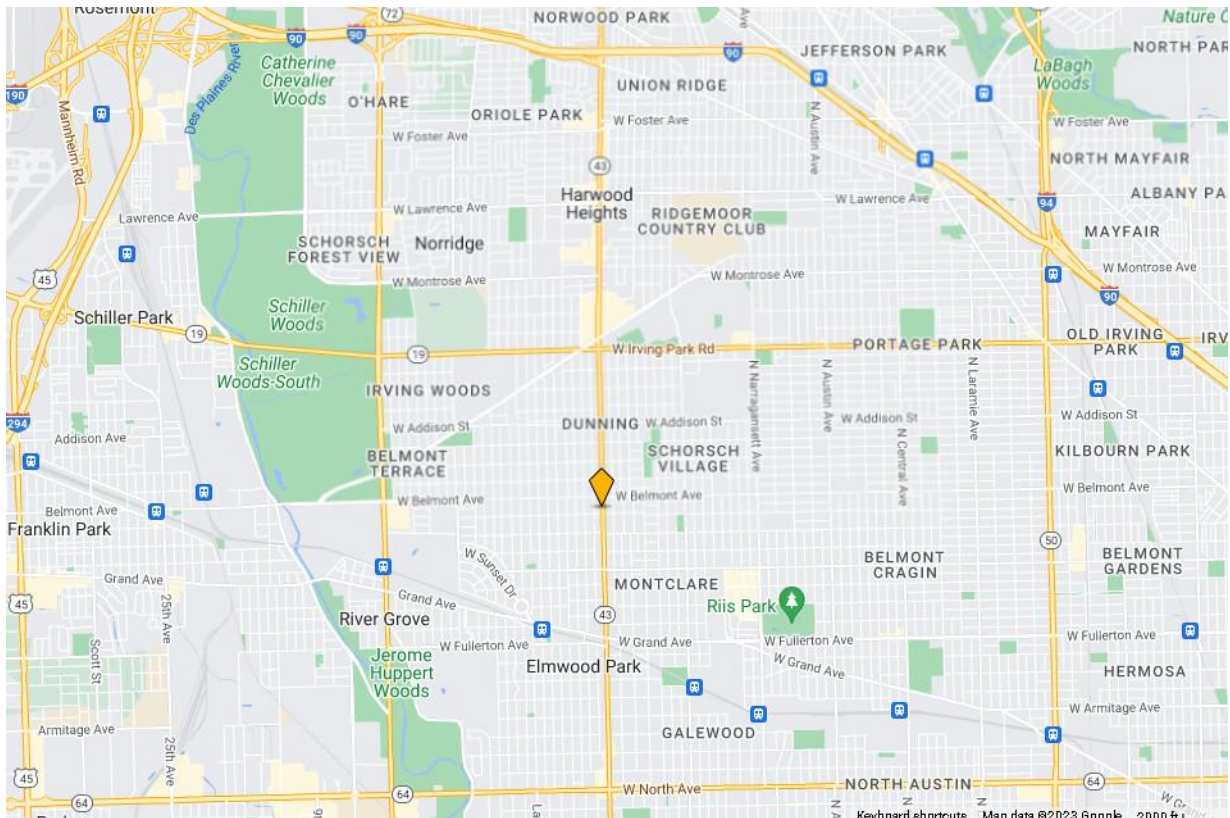 Rosemont
72
NORWOOD PARK
Nature
90
90
90
JEFFERSON PARK
NORTH PAR
Catherine
Chevalier
Woods
Des Plaines River
UNION RIDGE
LaBagh
Woods
190
Mannheim Rd
O'HARE
ORIOLE PARK
W Foster Ave
W Foster Ave
N Austin Ave
W Foster Ave
43
NORTH MAYFAIR
Harwood
Heights
ALBANY PA
W Lawrence Ave
94
Lawrence Ave
W Lawrence Ave
RIDGEMOOR
COUNTRY CLUB
MAYFAIR
SCHORSCH
FOREST VIEW
Norridge
W Montrose Ave
W Montrose Ave
W Montrose Ave
45
90
Schiller
Woods
Schiller Park
19
OLD IRVING
PARK
IRV
W Irving Park Rd
PORTAGE PARK
19
Schiller
Woods-South
N Narragansett Ave
N Austin Ave
N Laramie Ave
IRVING WOODS
294
Addison Ave
W Addison St
DUNNING
W Addison St
W Addison St
W Addison St
N Central Ave
BELMONT
TERRACE
SCHORSCH
VILLAGE
KILBOURN PARK
W Belmont Ave
W Belmont Ave
W Belmont Ave
Belmont Ave
Franklin Park
50
W Sunset Dr
BELMONT
CRAGIN
BELMONT
GARDENS
Grand Ave
MONTCLARE
45
25th Ave
Grand Ave
43
Riis Park
River Grove
W Fullerton Ave
W Grand Ave
W Fullerton Ave
W Fullerton Ave
Scott St
Jerome
Huppert
Woods
Elmwood Park
W Grand Ave
HERMOSA
W Armitage Ave
Armitage Ave
25th Ave
GALEWOOD
45
64
64
W North Ave
NORTH AUSTIN
64
Keyboard shortcuts Map data ©2023 Google 2000 ft